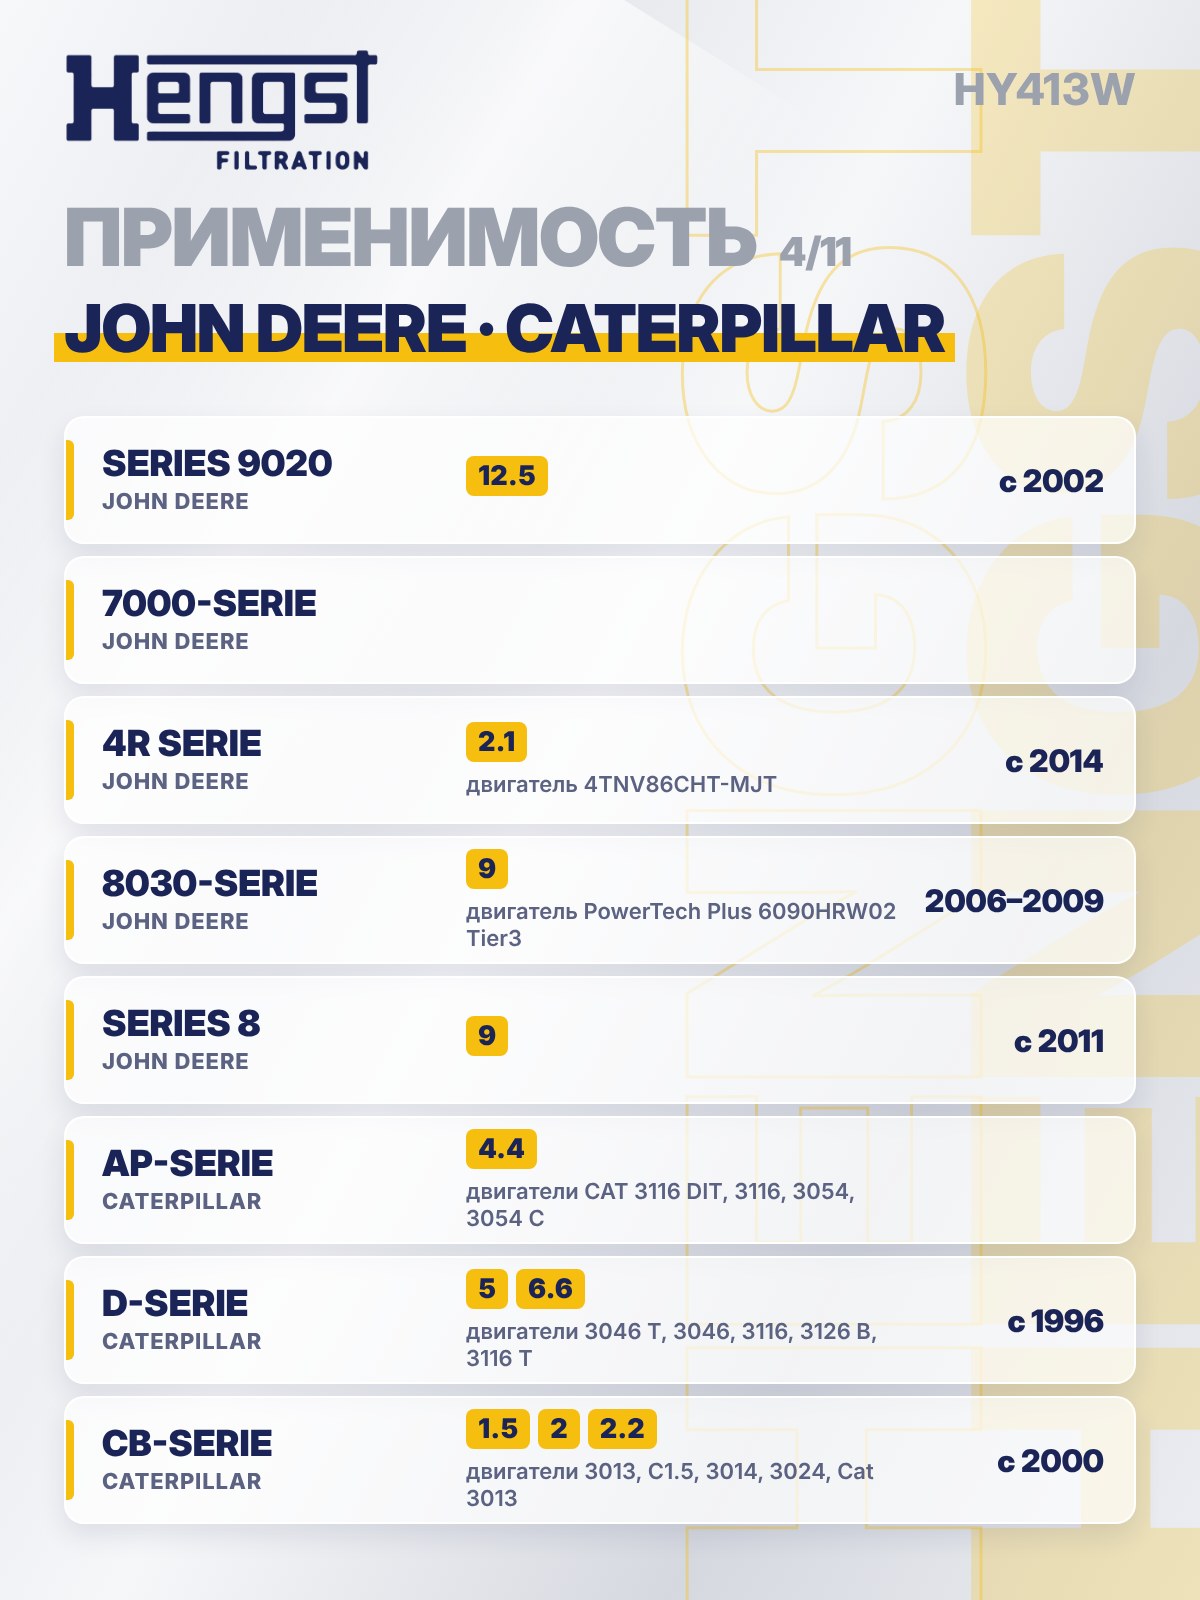 Hengst
FILTRATION
HY413W
ПРИМЕНИМОСТЬ 4/11
JOHN DEERE · CATERPILLAR
SERIES 9020
JOHN DEERE
12.5
с 2002
7000-SERIE
JOHN DEERE
4R SERIE
JOHN DEERE
2.1
двигатель 4TNV86CHT-MJT
с 2014
8030-SERIE
JOHN DEERE
9
двигатель PowerTech Plus 6090HRW02
Tier3
2006–2009
SERIES 8
JOHN DEERE
9
с 2011
AP-SERIE
CATERPILLAR
4.4
двигатели CAT 3116 DIT, 3116, 3054,
3054 C
D-SERIE
CATERPILLAR
5 6.6
двигатели 3046 T, 3046, 3116, 3126 B,
3116 T
с 1996
CB-SERIE
CATERPILLAR
1.5 2 2.2
двигатели 3013, C1.5, 3014, 3024, Cat
3013
с 2000
HENGST
HENGST